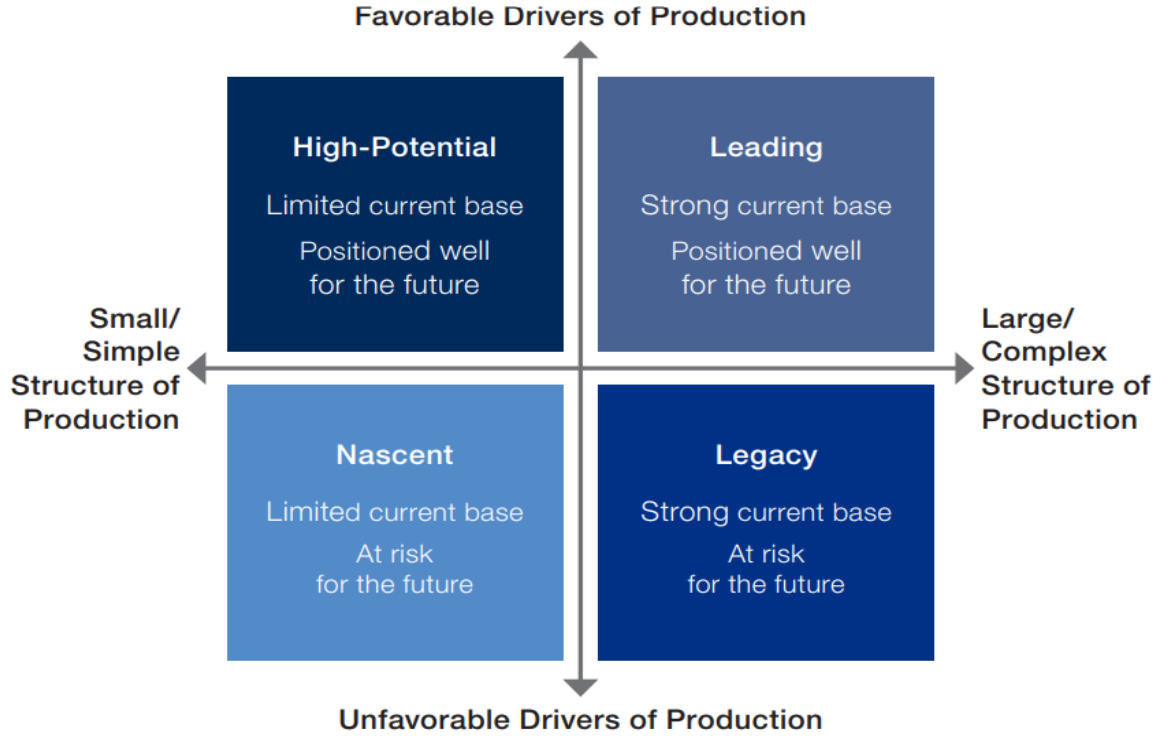 Favorable Drivers of Production
High-Potential
Limited current base
Positioned well
for the future
Leading
Strong current base
Positioned well
for the future
Small/
Simple
Structure of
Production
Large/
Complex
Structure of
Production
Nascent
Limited current base
At risk
for the future
Legacy
Strong current base
At risk
for the future
Unfavorable Drivers of Production